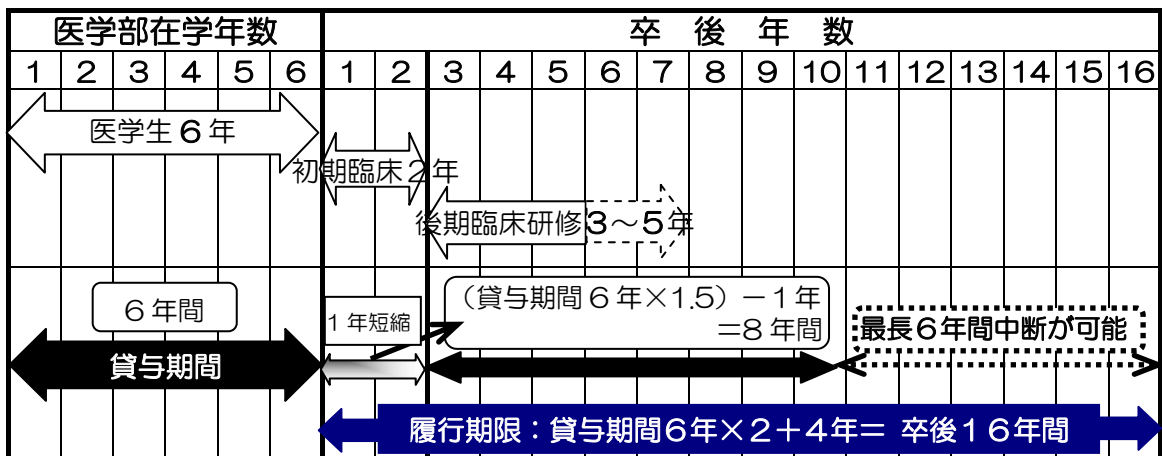 医学部在学年数 卒後年数
1 2 3 4 5 6 1 2 3 4 5 6 7 8 9 10 11 12 13 14 15 16
医学生6年
初期臨床2年
後期臨床研修3～5年
6年間
1年短縮
(貸与期間6年×1.5)－1年
＝8年間
最長6年間中断が可能
貸与期間
履行期限：貸与期間6年×2＋4年＝ 卒後16年間